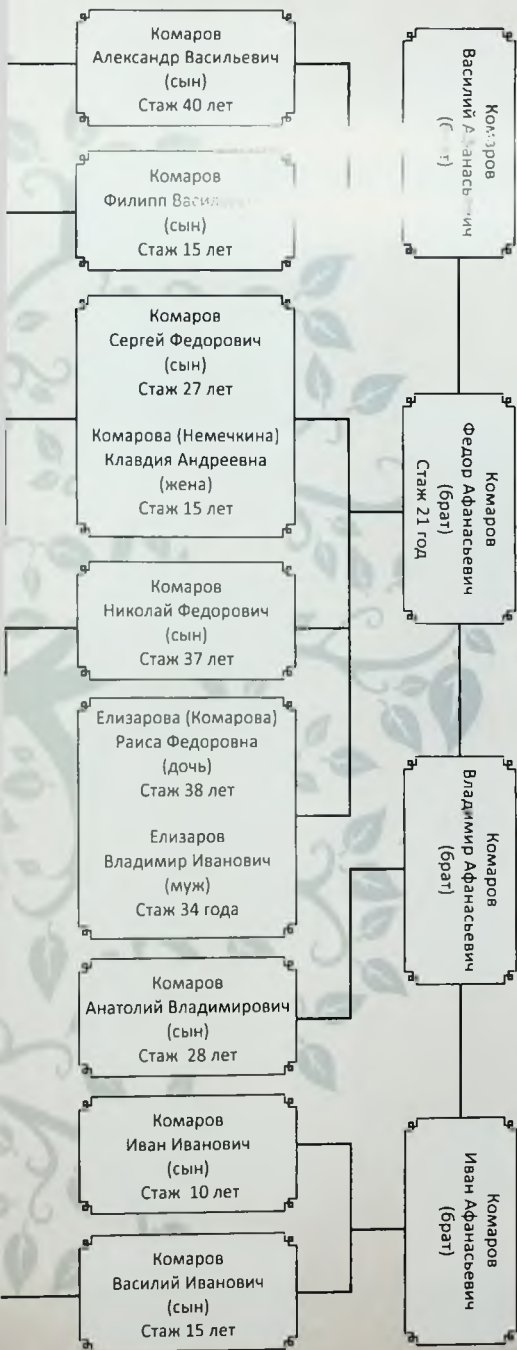 Комаров
Александр Васильевич
(сын)
Стаж 40 лет
Комаров
Филипп
(сын)
Стаж 15 лет
Комаров
Сергей Федорович
(сын)
Стаж 27 лет
Комарова (Немечкина)
Клавдия Андреевна
(жена)
Стаж 15 лет
Комаров
Николай Федорович
(сын)
Стаж 37 лет
Елизарова (Комарова)
Раиса Федоровна
(дочь)
Стаж 38 лет
Елизаров
Владимир Иванович
(муж)
Стаж 34 года
Комаров
Анатолий Владимирович
(сын)
Стаж 28 лет
Комаров
Иван Иванович
(сын)
Стаж 10 лет
Комаров
Василий Иванович
(сын)
Стаж 15 лет
Комаров
Василий Афанасьевич
Комаров
Федор Афанасьевич
(брат)
Стаж 21 год
Комаров
Владимир Афанасьевич
(брат)
Комаров
Иван Афанасьевич
(брат)